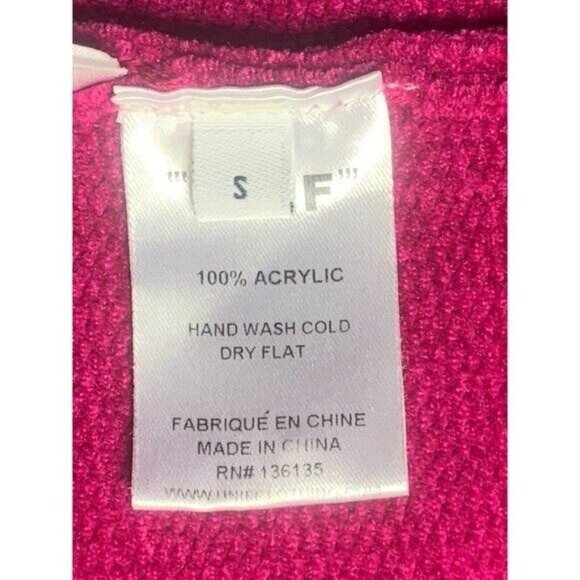 S
"' F'"
100% ACRYLIC
HAND WASH COLD
DRY FLAT
FABRIQUÉ EN CHINE
MADE IN CHINA
RN# 136135